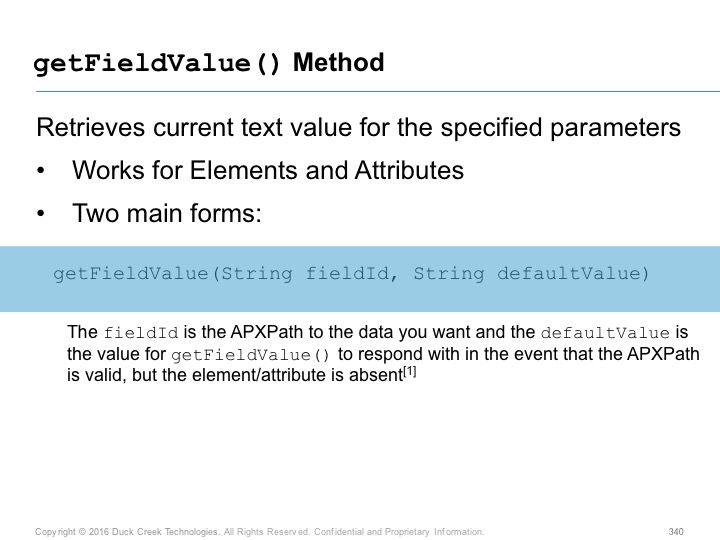 getFieldValue() Method
Retrieves current text value for the specified parameters
• Works for Elements and Attributes
• Two main forms:
getFieldValue(String fieldId, String defaultValue)
The fieldId is the APXPath to the data you want and the defaultValue is
the value for getFieldValue() to respond with in the event that the APXPath
is valid, but the element/attribute is absent[1]
Copyright © 2016 Duck Creek Technologies. All Rights Reserved. Confidential and Proprietary Information. 340